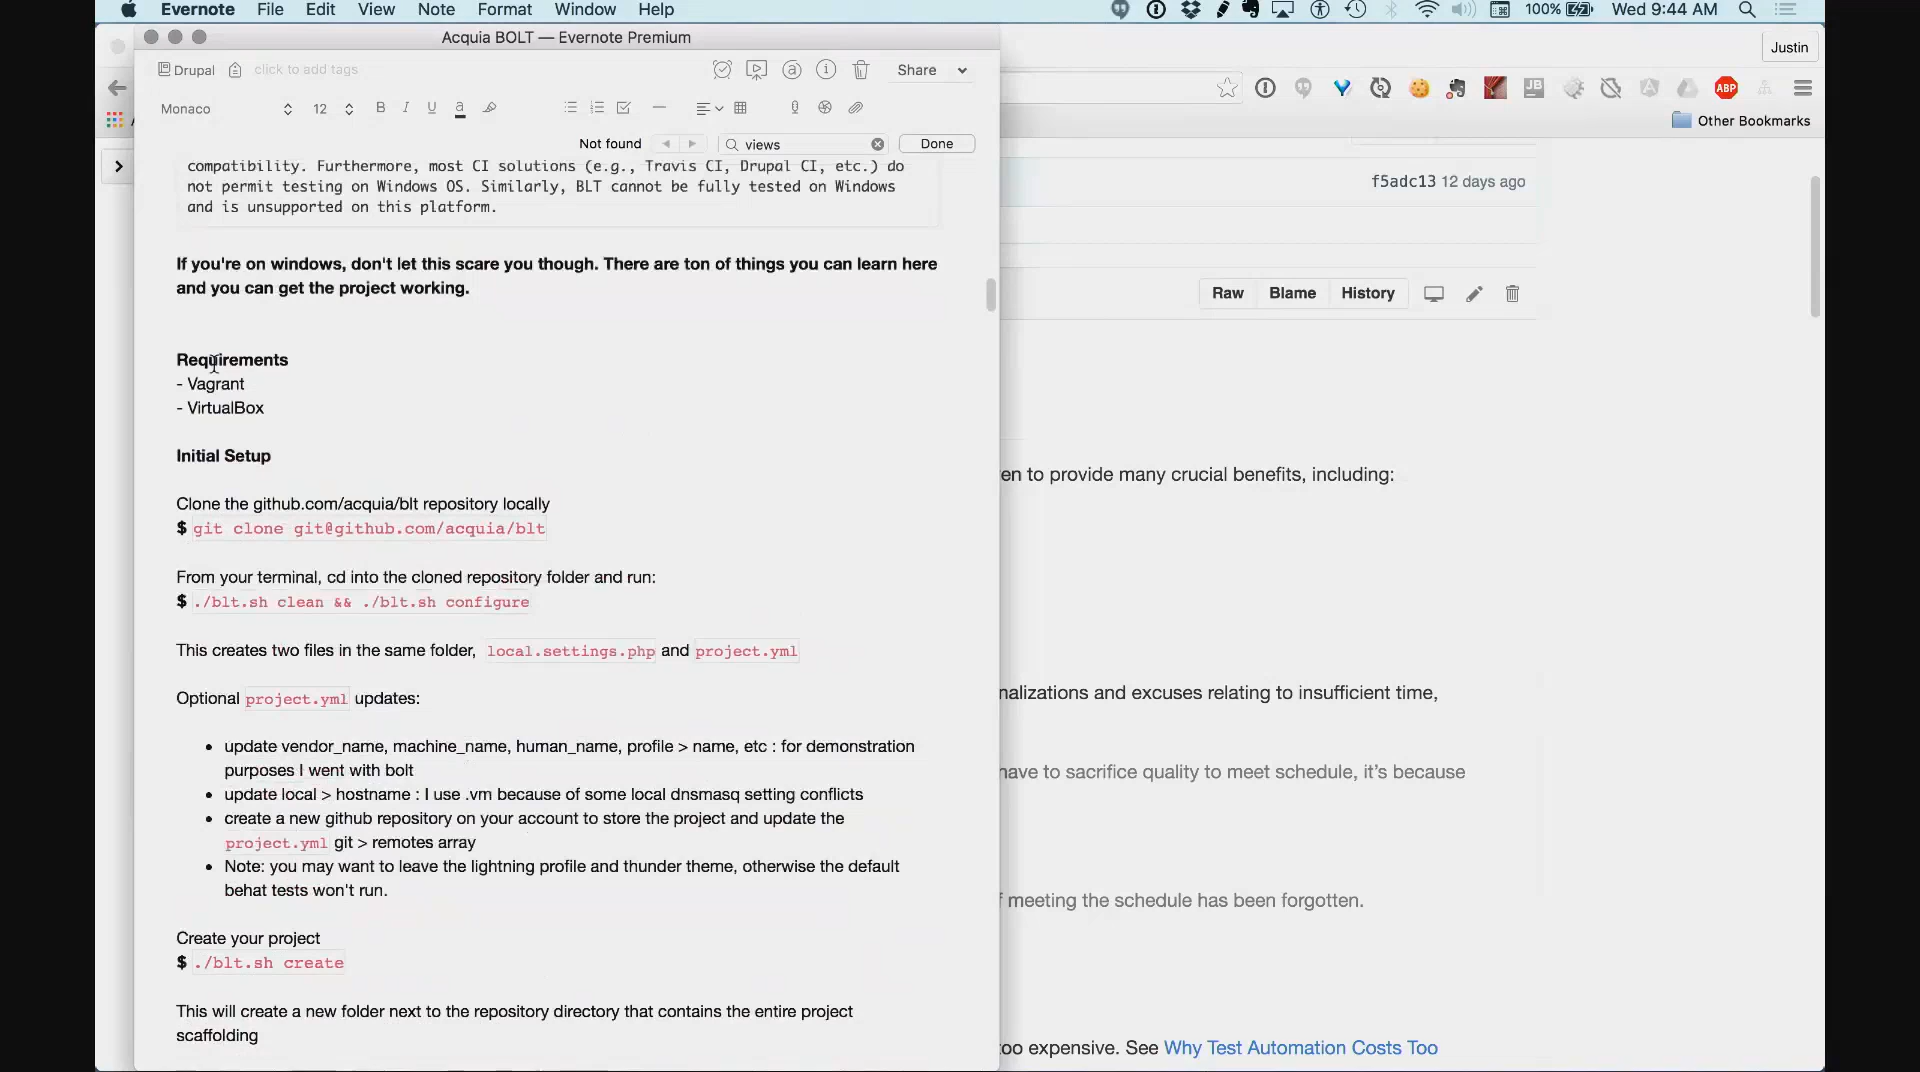 Evernote File Edit View Note Format Window Help
100% Wed 9:44 AM
Acquia BOLT — Evernote Premium
Justin
Drupal click to add tags
Share
Monaco 12 B I U a
ABP
Other Bookmarks
Not found views Done
compatibility. Furthermore, most CI solutions (e.g., Travis CI, Drupal CI, etc.) do
not permit testing on Windows OS. Similarly, BLT cannot be fully tested on Windows
and is unsupported on this platform.
f5adc13 12 days ago
If you're on windows, don't let this scare you though. There are ton of things you can learn here
and you can get the project working.
Raw Blame History
Requirements
- Vagrant
- VirtualBox
Initial Setup
en to provide many crucial benefits, including:
Clone the github.com/acquia/blt repository locally
$ git clone git@github.com/acquia/blt
From your terminal, cd into the cloned repository folder and run:
$ ./blt.sh clean && ./blt.sh configure
This creates two files in the same folder, local.settings.php and project.yml
Optional project.yml updates:
nalizations and excuses relating to insufficient time,
• update vendor_name, machine_name, human_name, profile > name, etc : for demonstration
purposes I went with bolt
have to sacrifice quality to meet schedule, it's because
• update local > hostname : I use .vm because of some local dnsmasq setting conflicts
• create a new github repository on your account to store the project and update the
project.yml git > remotes array
• Note: you may want to leave the lightning profile and thunder theme, otherwise the default
behat tests won't run.
f meeting the schedule has been forgotten.
Create your project
$ ./blt.sh create
This will create a new folder next to the repository directory that contains the entire project
scaffolding
too expensive. See Why Test Automation Costs Too